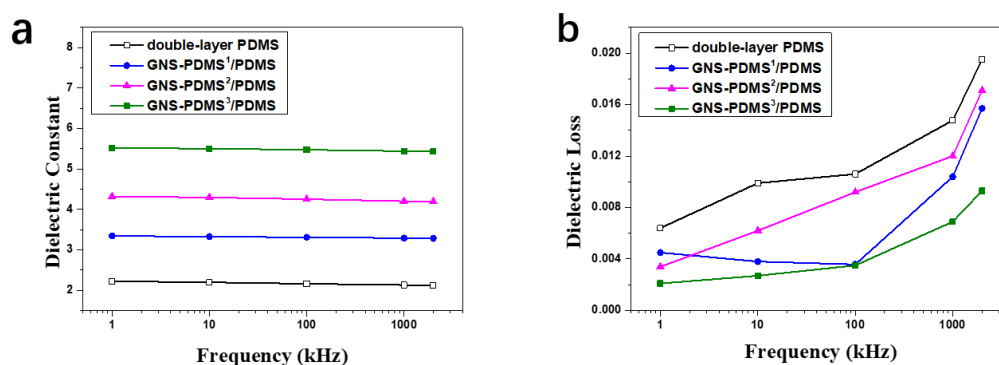 a
double-layer PDMS
GNS-PDMS¹/PDMS
GNS-PDMS²/PDMS
GNS-PDMS³/PDMS
Dielectric Constant
8
7
6
5
4
3
2
1
10
100
1000
Frequency (kHz)
b
double-layer PDMS
GNS-PDMS¹/PDMS
GNS-PDMS²/PDMS
GNS-PDMS³/PDMS
Dielectric Loss
0.020
0.016
0.012
0.008
0.004
0.000
1
10
100
1000
Frequency (kHz)